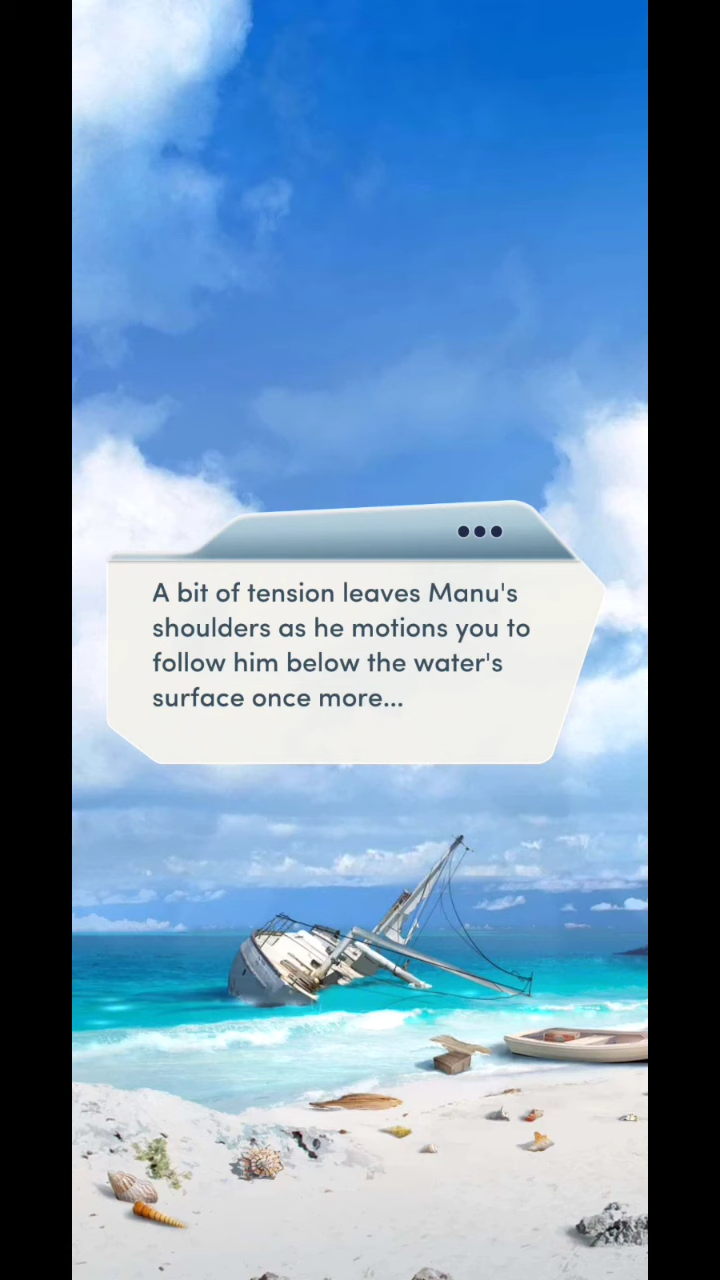 A bit of tension leaves Manu's
shoulders as he motions you to
follow him below the water's
surface once more...